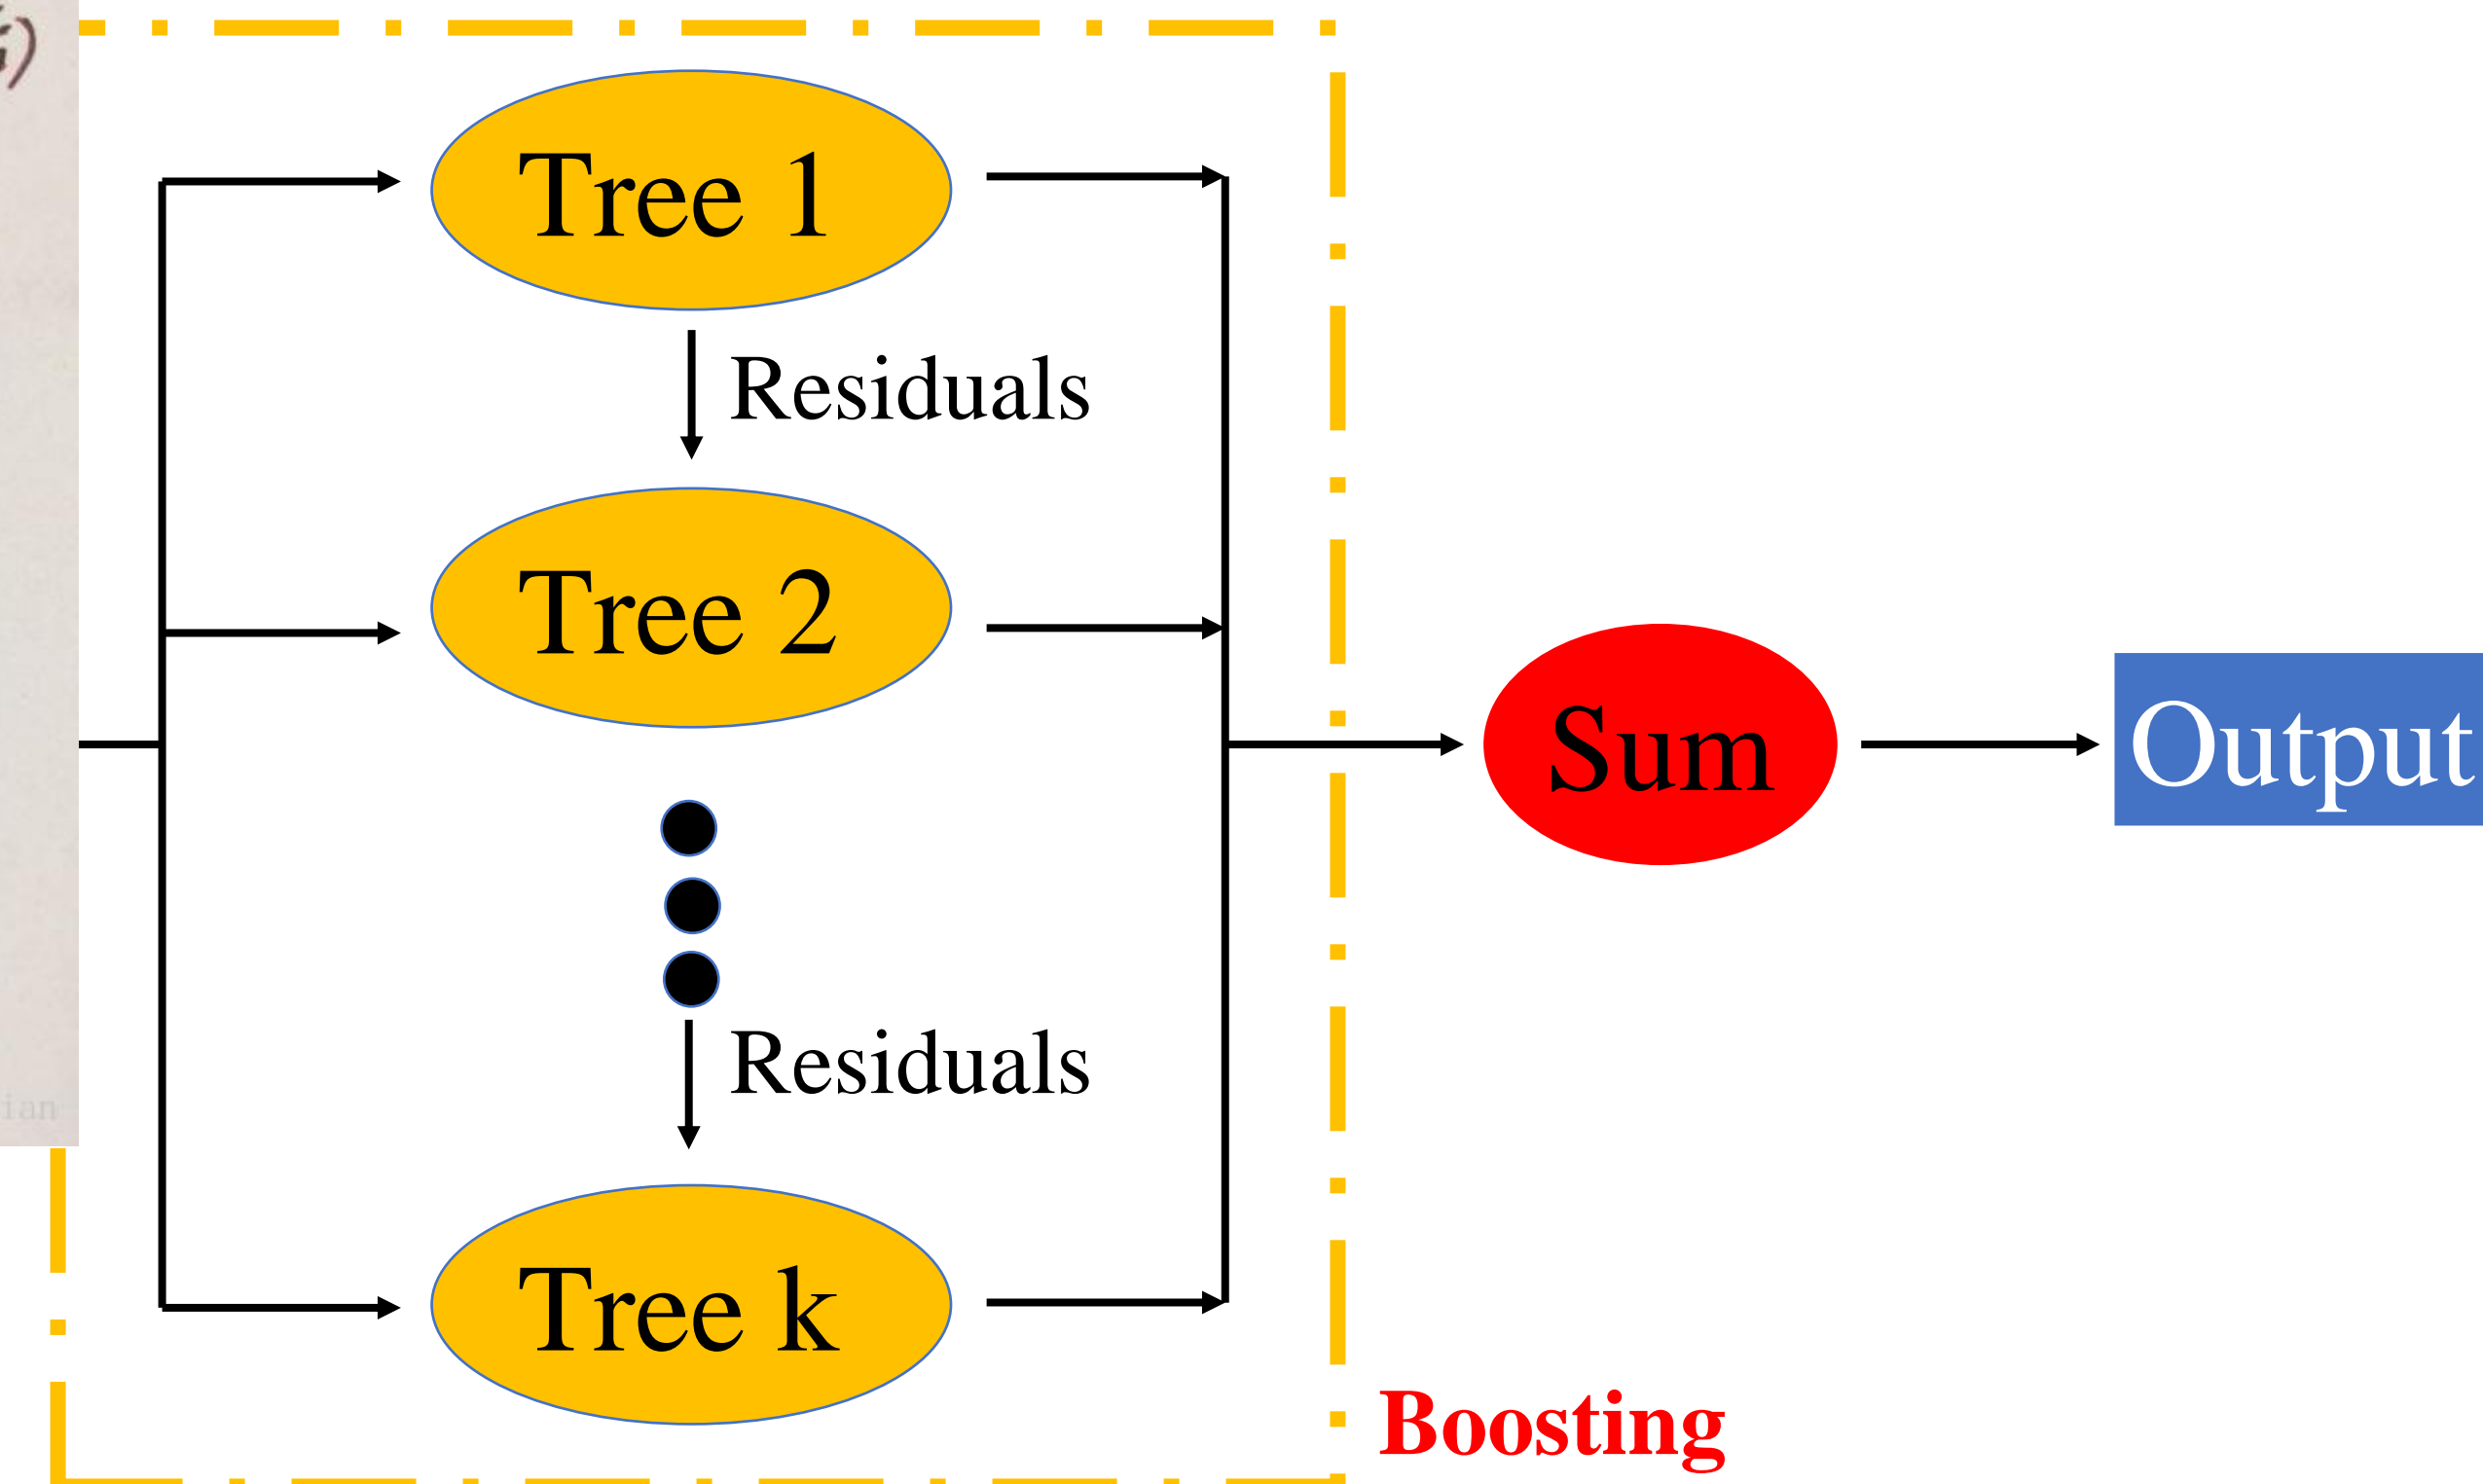 Tree 1
Residuals
Tree 2
Sum
Output
Residuals
Tree k
Boosting